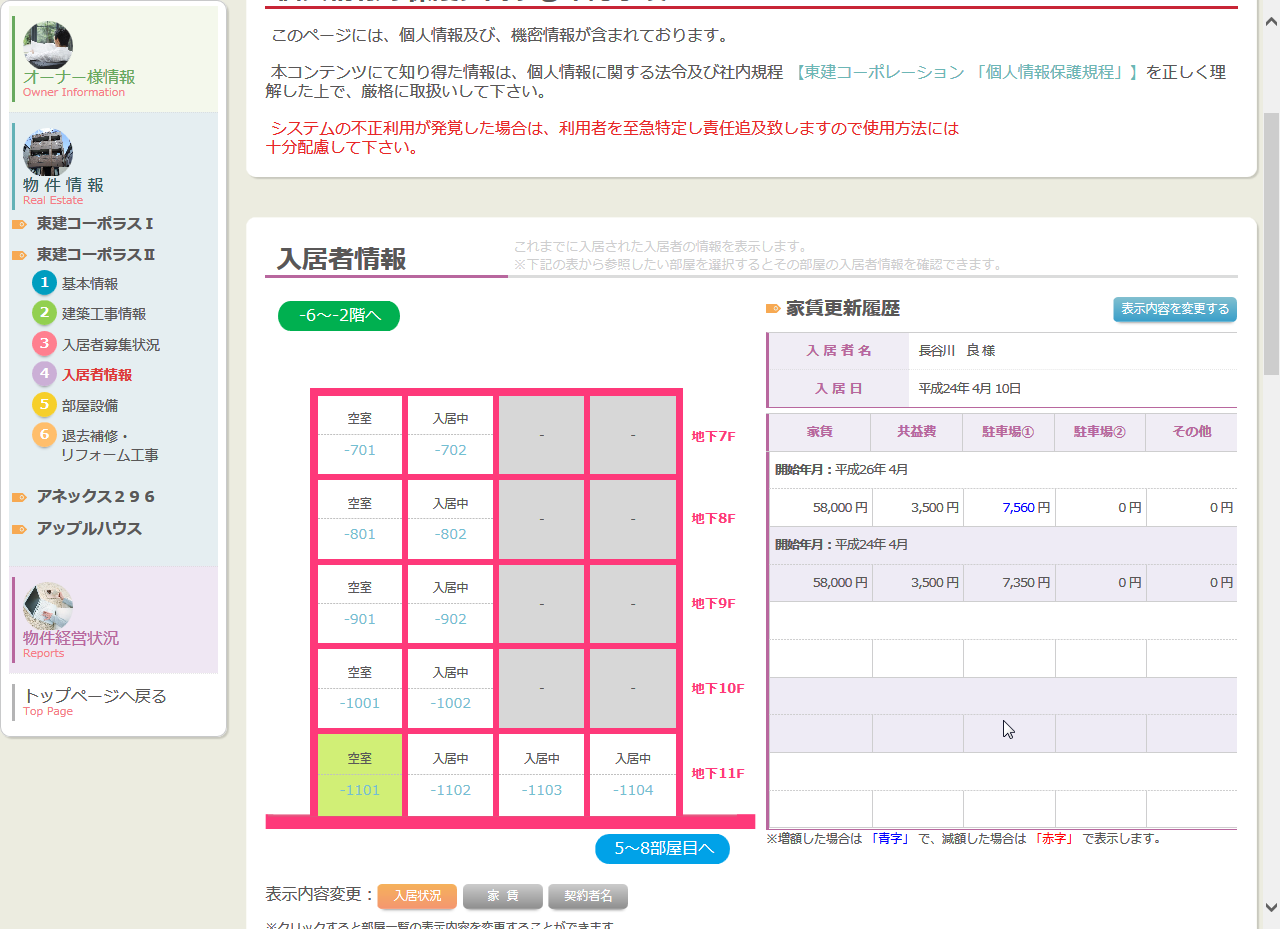 オーナー様情報
Owner Information
物 件 情 報
Real Estate
東建コーポラスⅠ
東建コーポラスⅡ
1 基本情報
2 建築工事情報
3 入居者募集状況
4 入居者情報
5 部屋設備
6 退去補修・
リフォーム工事
アネックス２９６
アップルハウス
物件経営状況
Reports
トップページへ戻る
Top Page
このページには、個人情報及び、機密情報が含まれております。
本コンテンツにて知り得た情報は、個人情報に関する法令及び社内規程 【東建コーポレーション 「個人情報保護規程」】を正しく理
解した上で、厳格に取扱いして下さい。
システムの不正利用が発覚した場合は、利用者を至急特定し責任追及致しますので使用方法には
十分配慮して下さい。
入居者情報
これまでに入居された入居者の情報を表示します。
※下記の表から参照したい部屋を選択するとその部屋の入居者情報を確認できます。
-6～-2階へ
空室 入居中
-701 -702 - - 地下7F
空室 入居中
-801 -802 - - 地下8F
空室 入居中
-901 -902 - - 地下9F
空室 入居中
-1001 -1002 - - 地下10F
空室 入居中 入居中 入居中
-1101 -1102 -1103 -1104 地下11F
5～8部屋目へ
表示内容変更： 入居状況 家 賃 契約者名
※クリックすると部屋一覧の表示内容を変更することができます
家賃更新履歴 表示内容を変更する
入 居 者 名 長谷川 良 様
入 居 日 平成24年 4月 10日
家賃 共益費 駐車場① 駐車場② その他
開始年月：平成26年 4月
58,000 円 3,500 円 7,560 円 0 円 0 円
開始年月：平成24年 4月
58,000 円 3,500 円 7,350 円 0 円 0 円
※増額した場合は 「青字」 で、減額した場合は 「赤字」 で表示します。